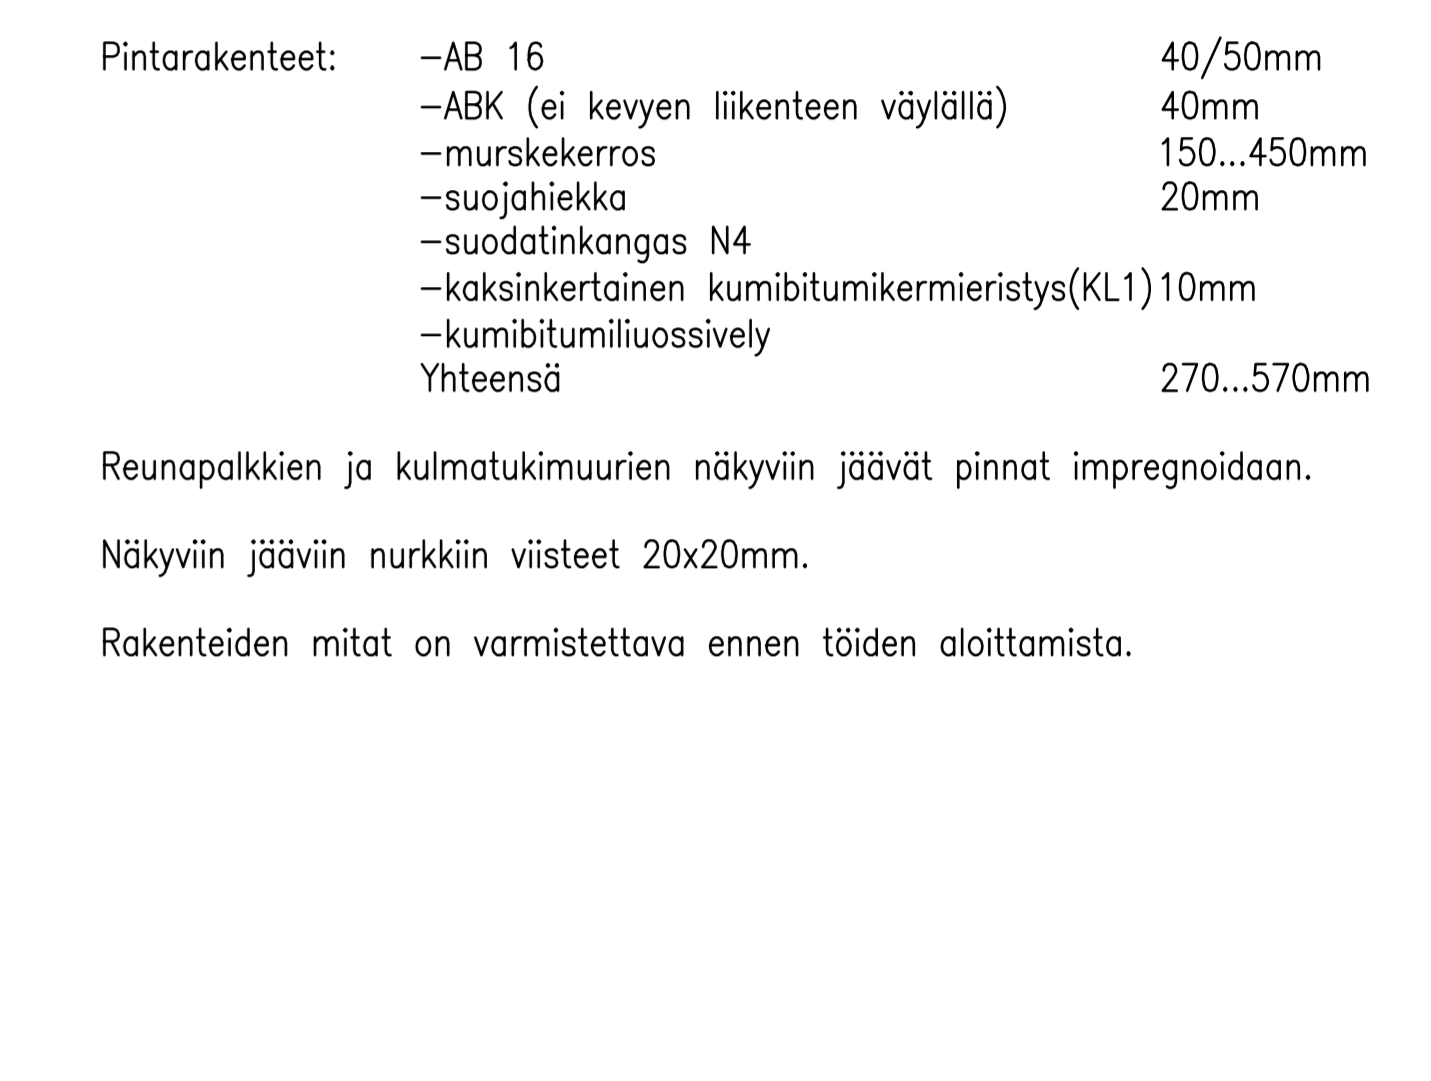 Pintarakenteet: –AB 16 40/50mm
–ABK (ei kevyen liikenteen väylällä) 40mm
–murskekerros 150...450mm
–suojahiekka 20mm
–suodatinkangas N4
–kaksinkertainen kumibitumikermieristys(KL1) 10mm
–kumibitumiliuossively
Yhteensä 270...570mm
Reunapalkkien ja kulmatukimuurien näkyviin jäävät pinnat impregnoidaan.
Näkyviin jääviin nurkkiin viisteet 20x20mm.
Rakenteiden mitat on varmistettava ennen töiden aloittamista.